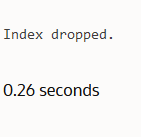 Index dropped.
0.26 seconds